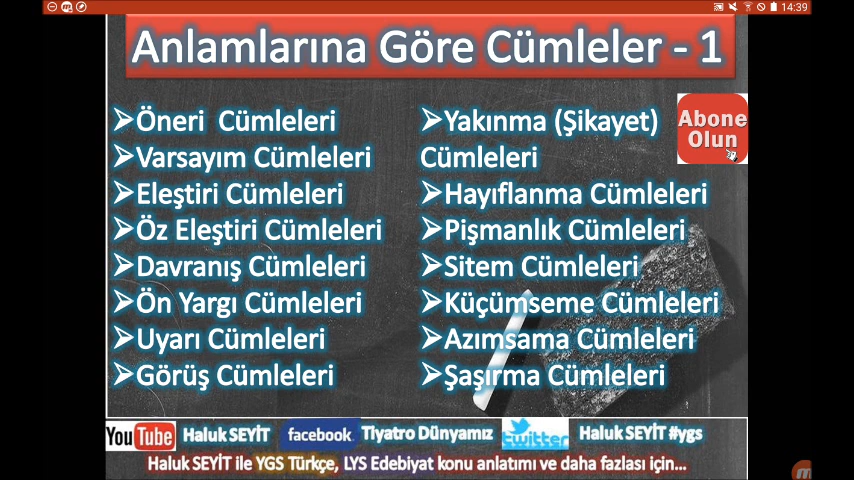 14:39
Anlamlarına Göre Cümleler - 1
Öneri Cümleleri
Varsayım Cümleleri
Eleştiri Cümleleri
Öz Eleştiri Cümleleri
Davranış Cümleleri
Ön Yargı Cümleleri
Uyarı Cümleleri
Görüş Cümleleri
Yakınma (Şikayet)
Cümleleri
Hayıflanma Cümleleri
Pişmanlık Cümleleri
Sitem Cümleleri
Küçümseme Cümleleri
Azımsama Cümleleri
Şaşırma Cümleleri
Abone
Olun
YouTube Haluk SEYİT facebook. Tiyatro Dünyamız twitter Haluk SEYİT #ygs
Haluk SEYİT ile YGS Türkçe, LYS Edebiyat konu anlatımı ve daha fazlası için...